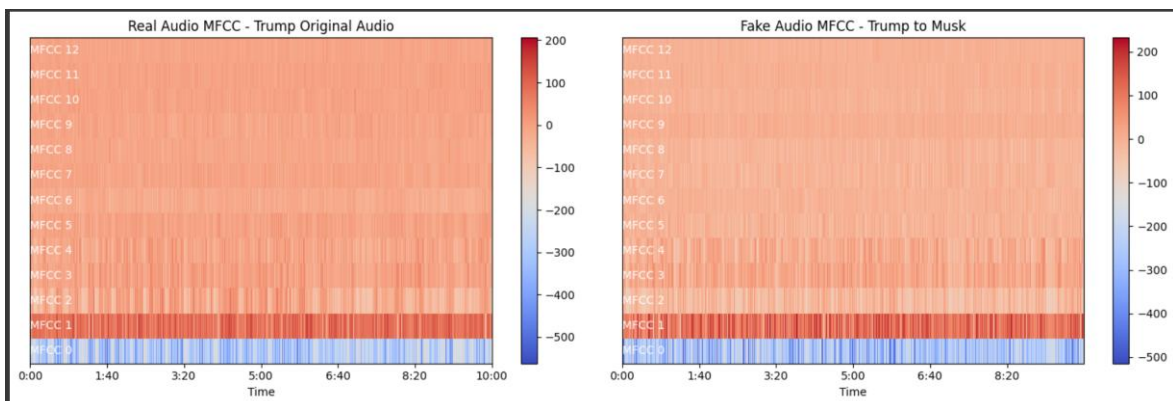 Real Audio MFCC - Trump Original Audio
MFCC 12
MFCC 11
MFCC 10
MFCC 9
MFCC 8
MFCC 7
MFCC 6
MFCC 5
MFCC 4
MFCC 3
MFCC 2
MFCC 1
MFCC 0
0:00 1:40 3:20 5:00 6:40 8:20 10:00
Time
200
100
0
−100
−200
−300
−400
−500
Fake Audio MFCC - Trump to Musk
MFCC 12
MFCC 11
MFCC 10
MFCC 9
MFCC 8
MFCC 7
MFCC 6
MFCC 5
MFCC 4
MFCC 3
MFCC 2
MFCC 1
MFCC 0
0:00 1:40 3:20 5:00 6:40 8:20
Time
200
100
0
−100
−200
−300
−400
−500